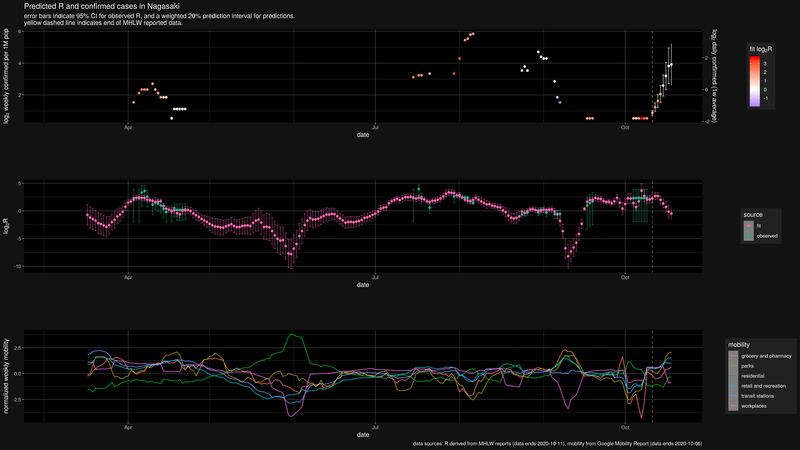 Predicted R and confirmed cases in Nagasaki
error bars indicate 95% CI for observed R, and a weighted 20% prediction interval for predictions.
yellow dashed line indicates end of MHLW reported data.
log₂ weekly confirmed per 1M pop
6
4
2
Apr
Jul
Oct
date
2
0
-2
log₂ daily confirmed (1w average)
fit log₂R
3
2
1
0
-1
log₂R
5
0
-5
-10
Apr
Jul
Oct
date
source
fit
observed
normalised weekly mobility
2.5
0.0
-2.5
Apr
Jul
Oct
date
mobility
grocery and pharmacy
parks
residential
retail and recreation
transit stations
workplaces
data sources: R derived from MHLW reports (data ends 2020-10-11), mobility from Google Mobility Report (data ends 2020-10-06)